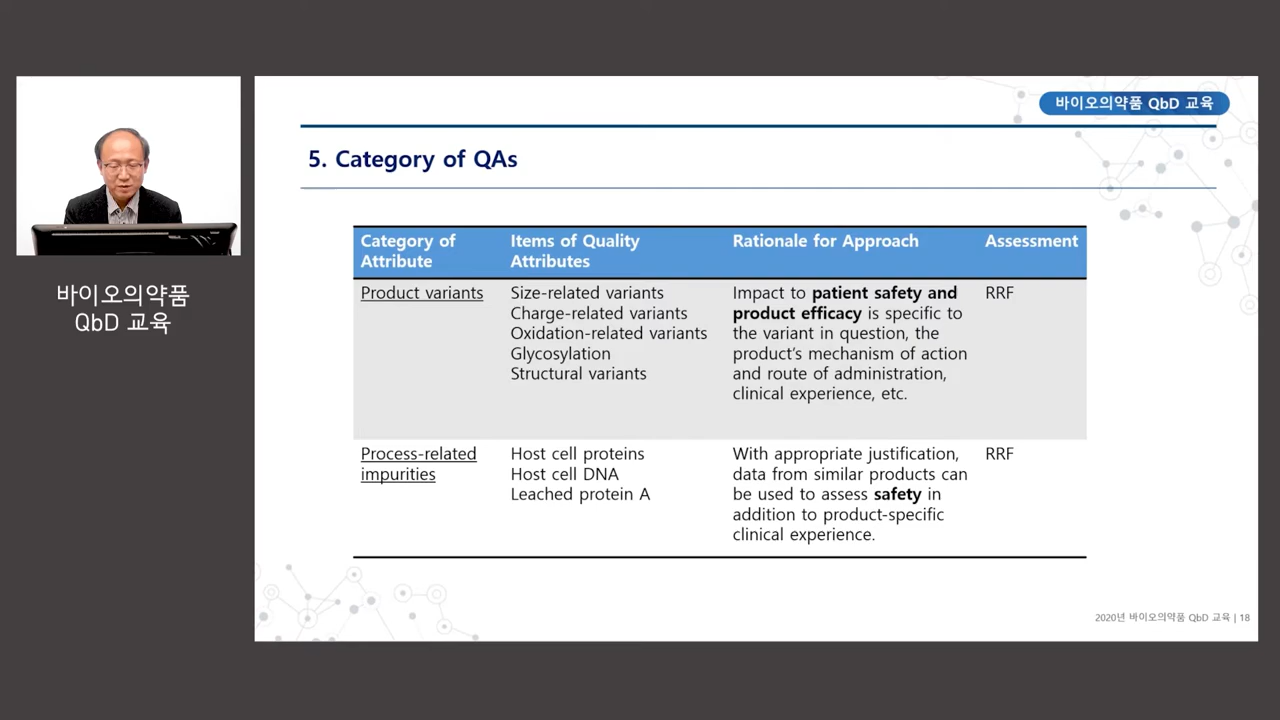 바이오의약품 QbD 교육
5. Category of QAs
바이오의약품
QbD 교육
Category of
Attribute
Items of Quality
Attributes
Rationale for Approach
Assessment
Product variants
Size-related variants
Charge-related variants
Oxidation-related variants
Glycosylation
Structural variants
Impact to patient safety and
product efficacy is specific to
the variant in question, the
product's mechanism of action
and route of administration,
clinical experience, etc.
RRF
Process-related
impurities
Host cell proteins
Host cell DNA
Leached protein A
With appropriate justification,
data from similar products can
be used to assess safety in
addition to product-specific
clinical experience.
RRF
2020년 바이오의약품 QbD 교육 | 18